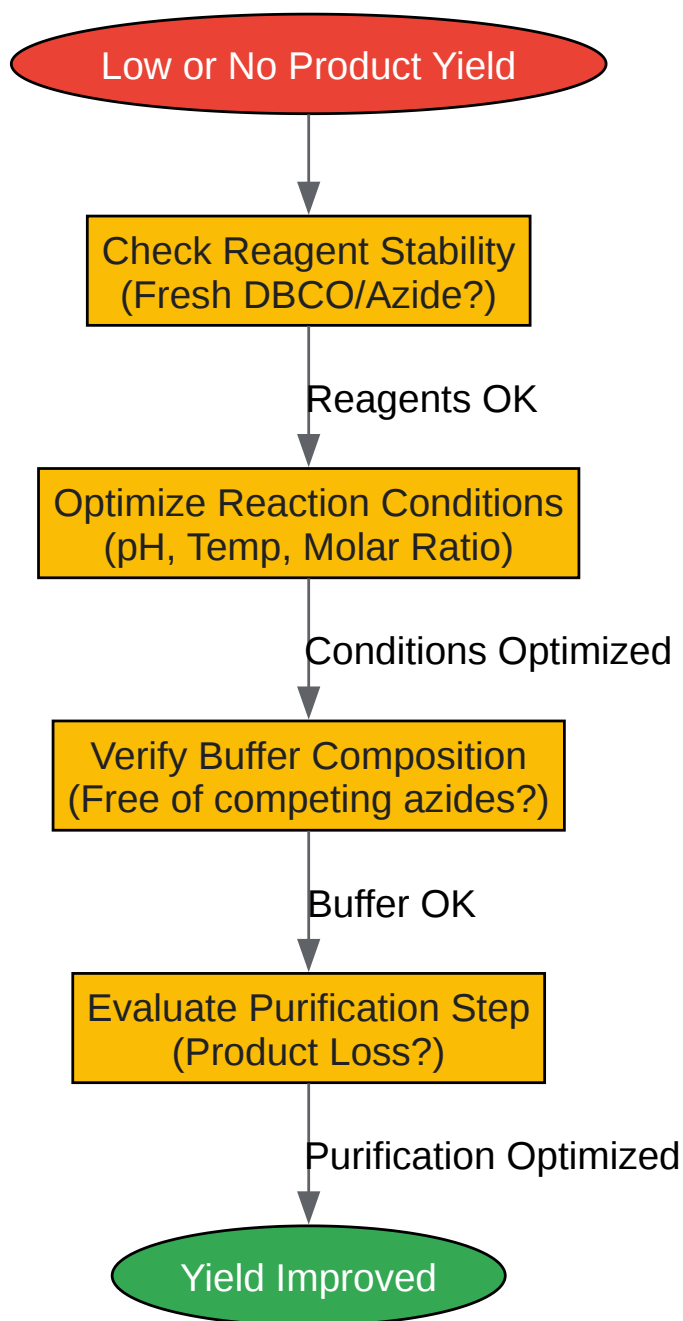 Low or No Product Yield
Check Reagent Stability
(Fresh DBCO/Azide?)
Reagents OK
Optimize Reaction Conditions
(pH, Temp, Molar Ratio)
Conditions Optimized
Verify Buffer Composition
(Free of competing azides?)
Buffer OK
Evaluate Purification Step
(Product Loss?)
Purification Optimized
Yield Improved